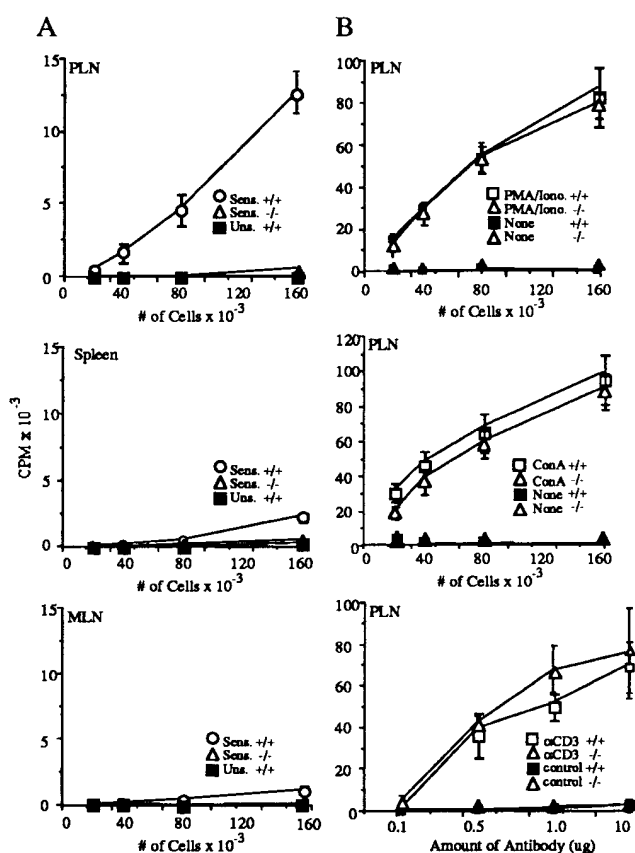 A
B
PLN
15
10
5
0
Sens. +/+
Sens. -/-
Uns. +/+
0 40 80 120 160
# of Cells x 10⁻³
PLN
100
80
60
40
20
0
PMA/Iono. +/+
PMA/Iono. -/-
None +/+
None -/-
0 40 80 120 160
# of Cells x 10⁻³
Spleen
15
10
5
0
CPM x 10⁻³
Sens. +/+
Sens. -/-
Uns. +/+
0 40 80 120 160
# of Cells x 10⁻³
PLN
120
100
80
60
40
20
0
ConA +/+
ConA -/-
None +/+
None -/-
0 40 80 120 160
# of Cells x 10⁻³
MLN
15
10
5
0
Sens. +/+
Sens. -/-
Uns. +/+
0 40 80 120 160
# of Cells x 10⁻³
PLN
100
80
60
40
20
0
αCD3 +/+
αCD3 -/-
control +/+
control -/-
0.1 0.5 1.0 10
Amount of Antibody (ug)